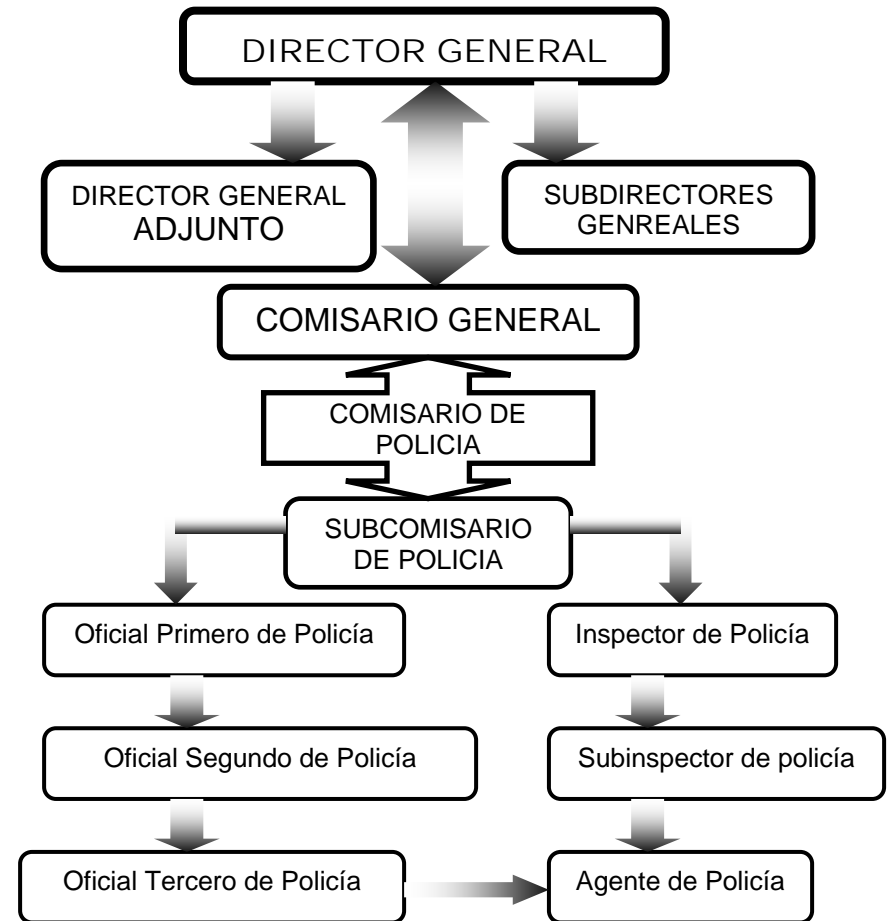 DIRECTOR GENERAL
DIRECTOR GENERAL
ADJUNTO
SUBDIRECTORES
GENREALES
COMISARIO GENERAL
COMISARIO DE
POLICIA
SUBCOMISARIO
DE POLICIA
Oficial Primero de Policía
Inspector de Policía
Oficial Segundo de Policía
Subinspector de policía
Oficial Tercero de Policía
Agente de Policía